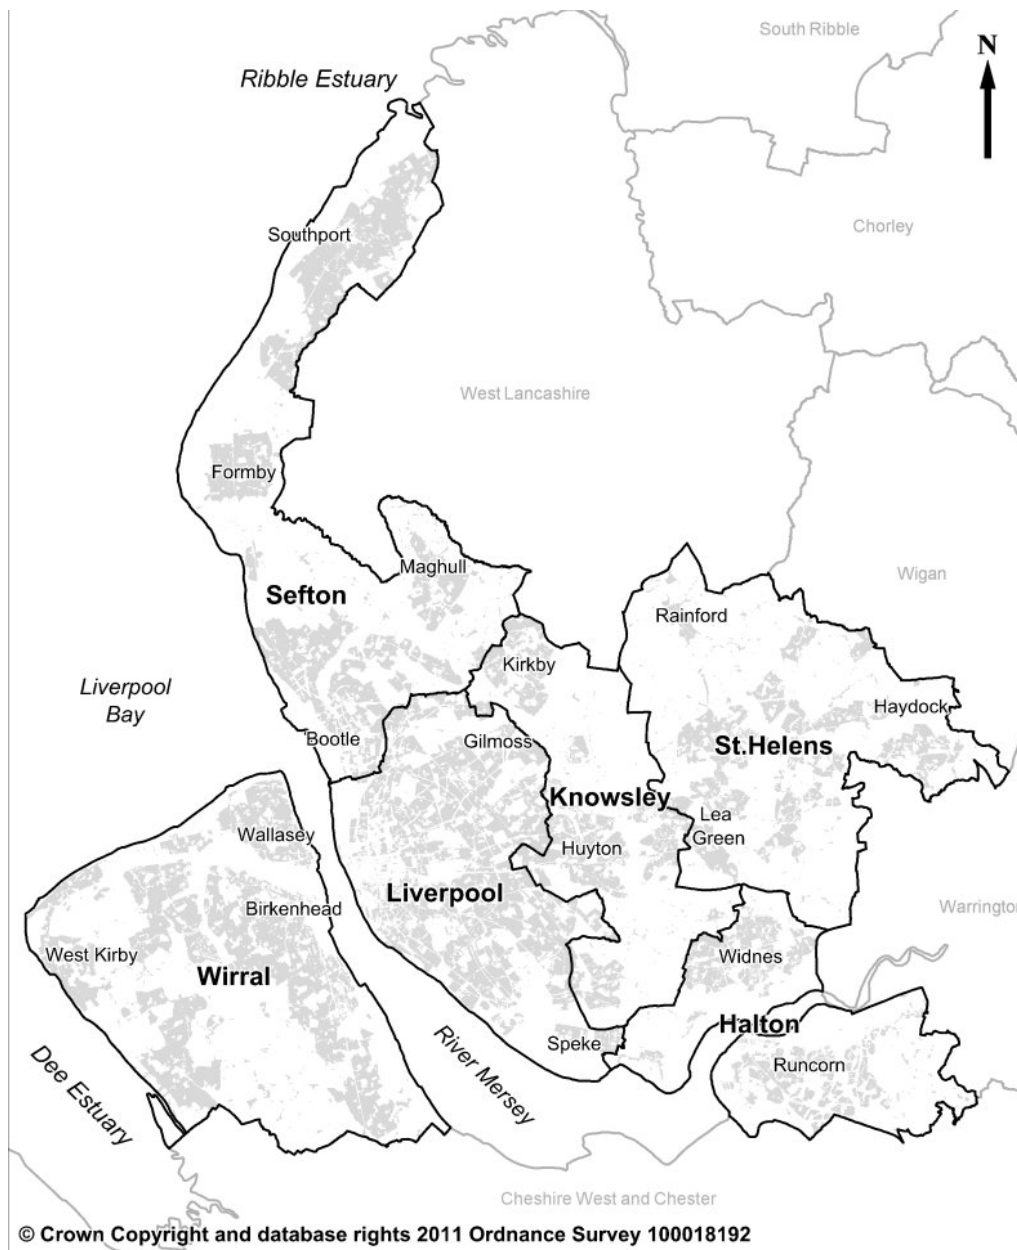 South Ribble
N
Ribble Estuary
Chorley
Southport
West Lancashire
Formby
Maghull
Wigan
Sefton
Rainford
Kirkby
Liverpool
Bay
Haydock
Bootle
Gilmoss
St.Helens
Knowsley
Lea
Green
Wallasey
Huyton
Liverpool
Birkenhead
Warrington
West Kirby
Widnes
Wirral
Halton
Speke
Runcorn
River Mersey
Dee Estuary
Cheshire West and Chester
© Crown Copyright and database rights 2011 Ordnance Survey 100018192